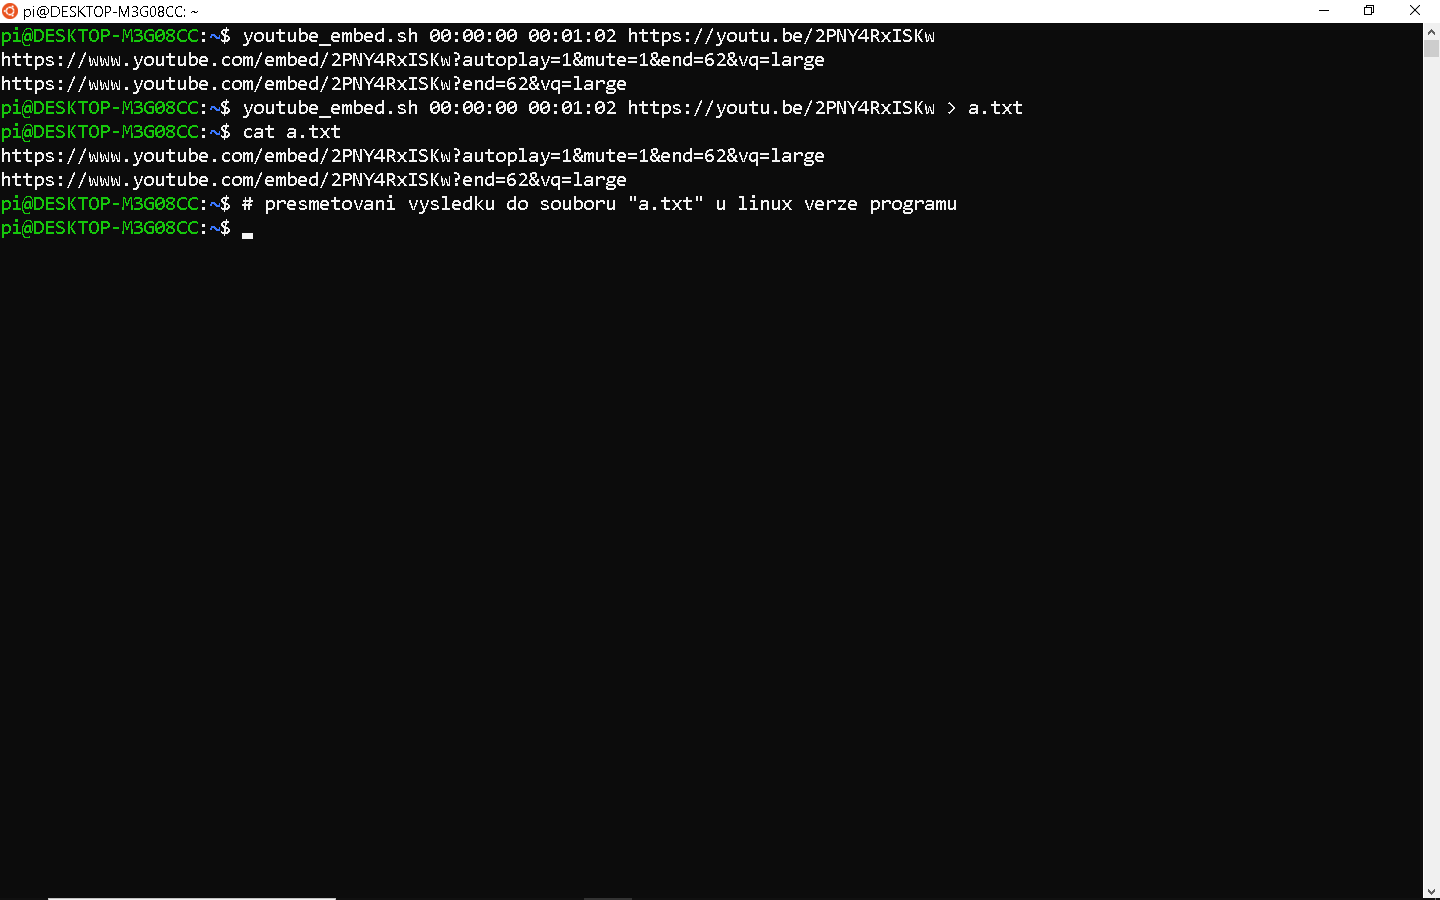 pi@DESKTOP-M3G08CC: ~
pi@DESKTOP-M3G08CC:~$ youtube_embed.sh 00:00:00 00:01:02 https://youtu.be/2PNY4RxISKw
https://www.youtube.com/embed/2PNY4RxISKw?autoplay=1&mute=1&end=62&vq=large
https://www.youtube.com/embed/2PNY4RxISKw?end=62&vq=large
pi@DESKTOP-M3G08CC:~$ youtube_embed.sh 00:00:00 00:01:02 https://youtu.be/2PNY4RxISKw > a.txt
pi@DESKTOP-M3G08CC:~$ cat a.txt
https://www.youtube.com/embed/2PNY4RxISKw?autoplay=1&mute=1&end=62&vq=large
https://www.youtube.com/embed/2PNY4RxISKw?end=62&vq=large
pi@DESKTOP-M3G08CC:~$ # presmetovani vysledku do souboru "a.txt" u linux verze programu
pi@DESKTOP-M3G08CC:~$